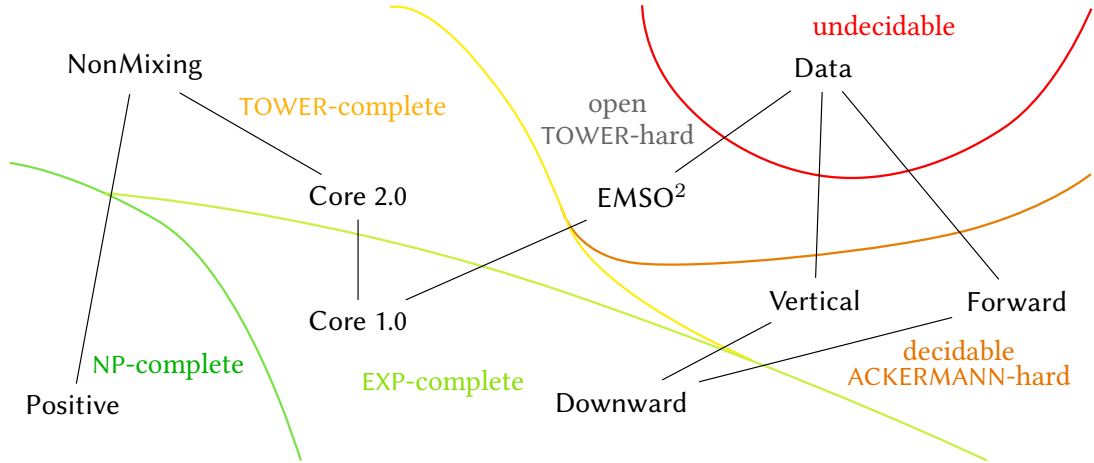 undecidable
NonMixing
Data
TOWER-complete
open
TOWER-hard
Core 2.0
EMSO²
Vertical
Forward
Core 1.0
NP-complete
EXP-complete
decidable
ACKERMANN-hard
Positive
Downward